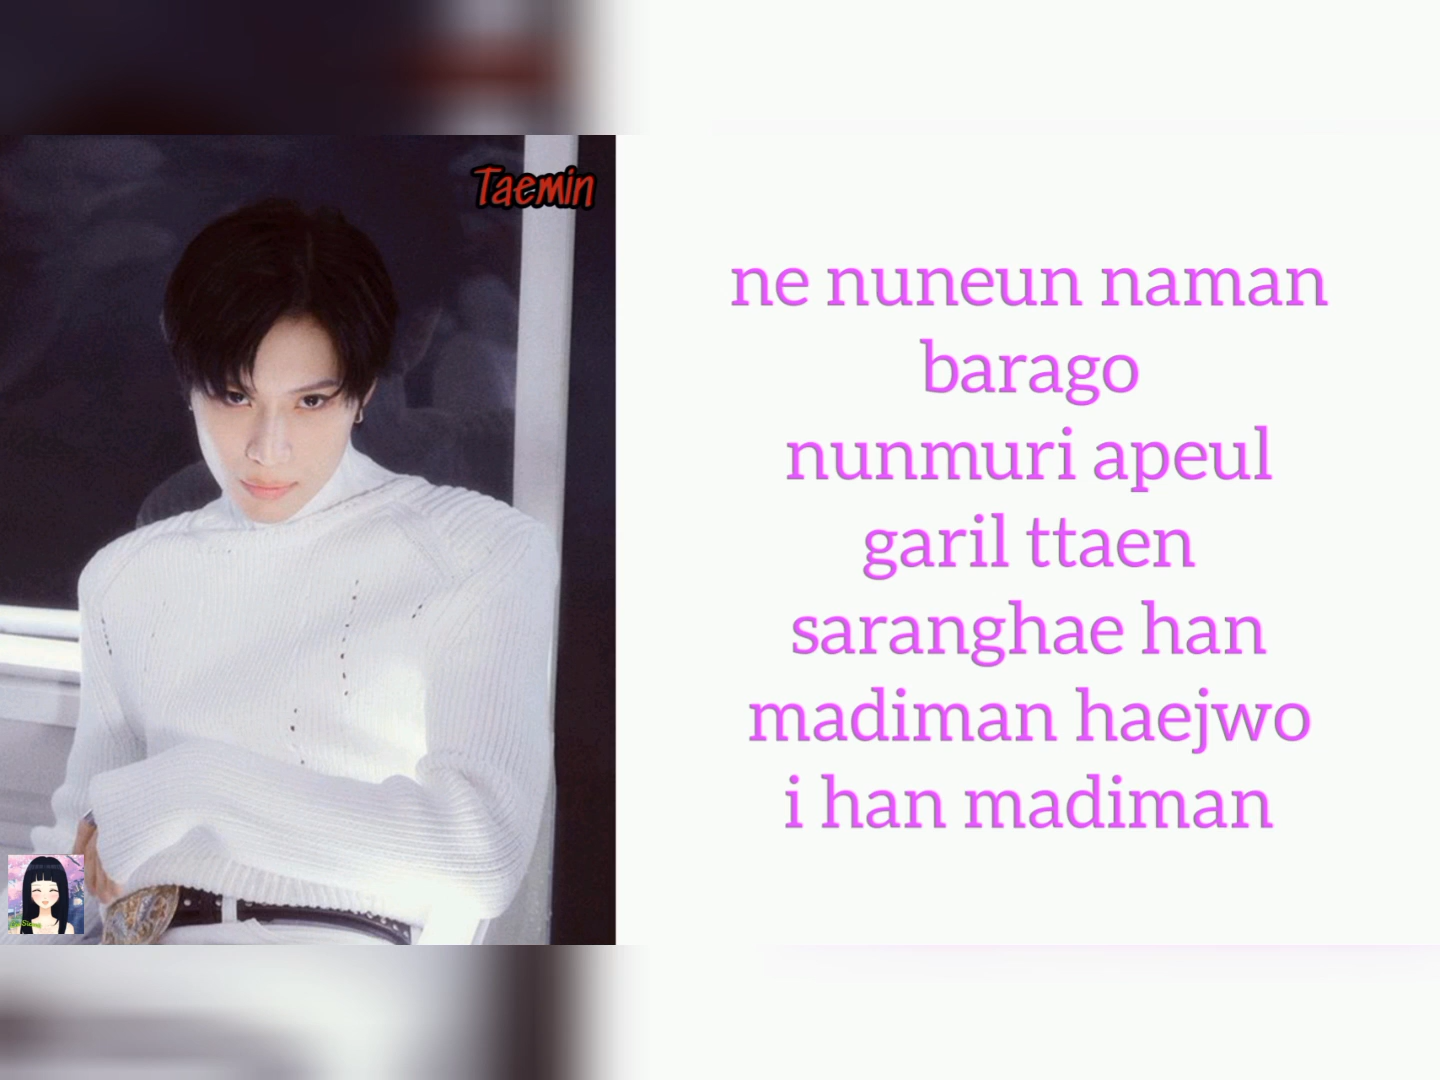 Taemin
ne nuneun naman
barago
nunmuri apeul
garil ttaen
saranghae han
madiman haejwo
i han madiman